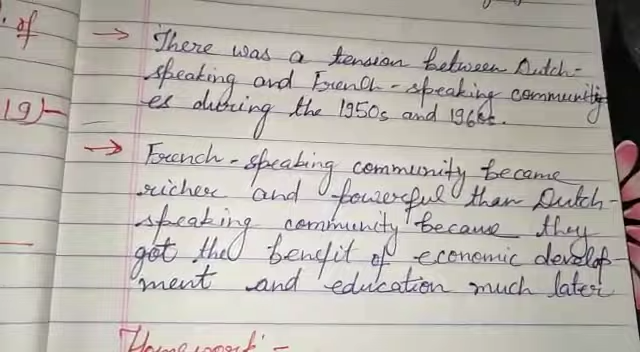 of
→ There was a tension between Dutch-
speaking and French-speaking communiti
es during the 1950s and 1960s.
19)-
→ French-speaking community became
richer and powerful than Dutch-
speaking community because they
got the benefit of economic develop-
ment and education much later
Homework:-